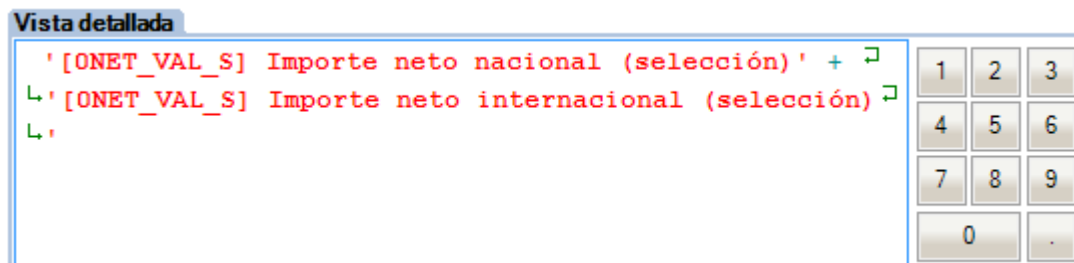 Vista detallada
'[ONET_VAL_S] Importe neto nacional (selección)' +
'[ONET_VAL_S] Importe neto internacional (selección)
'
1 2 3
4 5 6
7 8 9
0 .